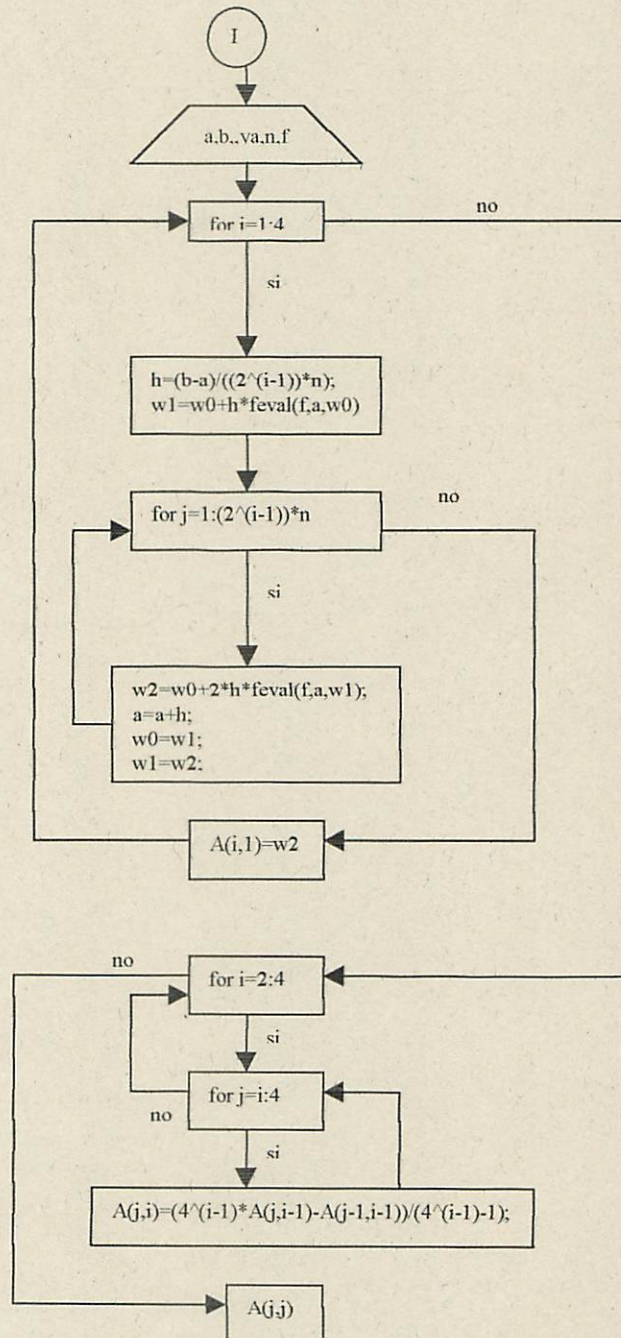 I
a,b,,va,n,f
for i=1:4
no
si
h=(b-a)/((2^(i-1))*n);
w1=w0+h*feval(f,a,w0)
for j=1:(2^(i-1))*n
no
si
w2=w0+2*h*feval(f,a,w1);
a=a+h;
w0=w1;
w1=w2;
A(i,1)=w2
no
for i=2:4
si
for j=i:4
no
si
A(j,i)=(4^(i-1)*A(j,i-1)-A(j-1,i-1))/(4^(i-1)-1);
A(j,j)